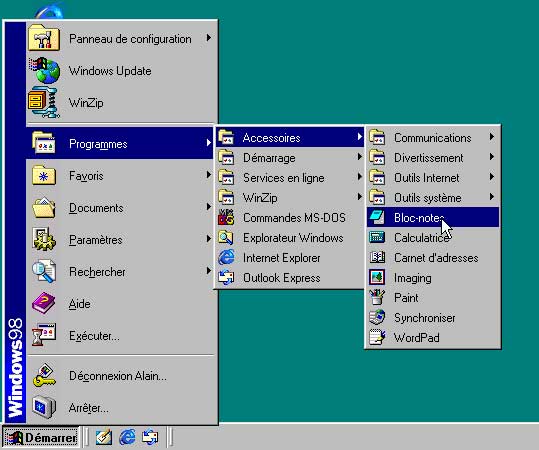 Panneau de configuration
Windows Update
WinZip
Programmes
Favoris
Documents
Paramètres
Rechercher
Aide
Exécuter...
Déconnexion Alain...
Arrêter...
Windows98
Accessoires
Démarrage
Services en ligne
WinZip
Commandes MS-DOS
Explorateur Windows
Internet Explorer
Outlook Express
Communications
Divertissement
Outils Internet
Outils système
Bloc-notes
Calculatrice
Carnet d'adresses
Imaging
Paint
Synchroniser
WordPad
Démarrer